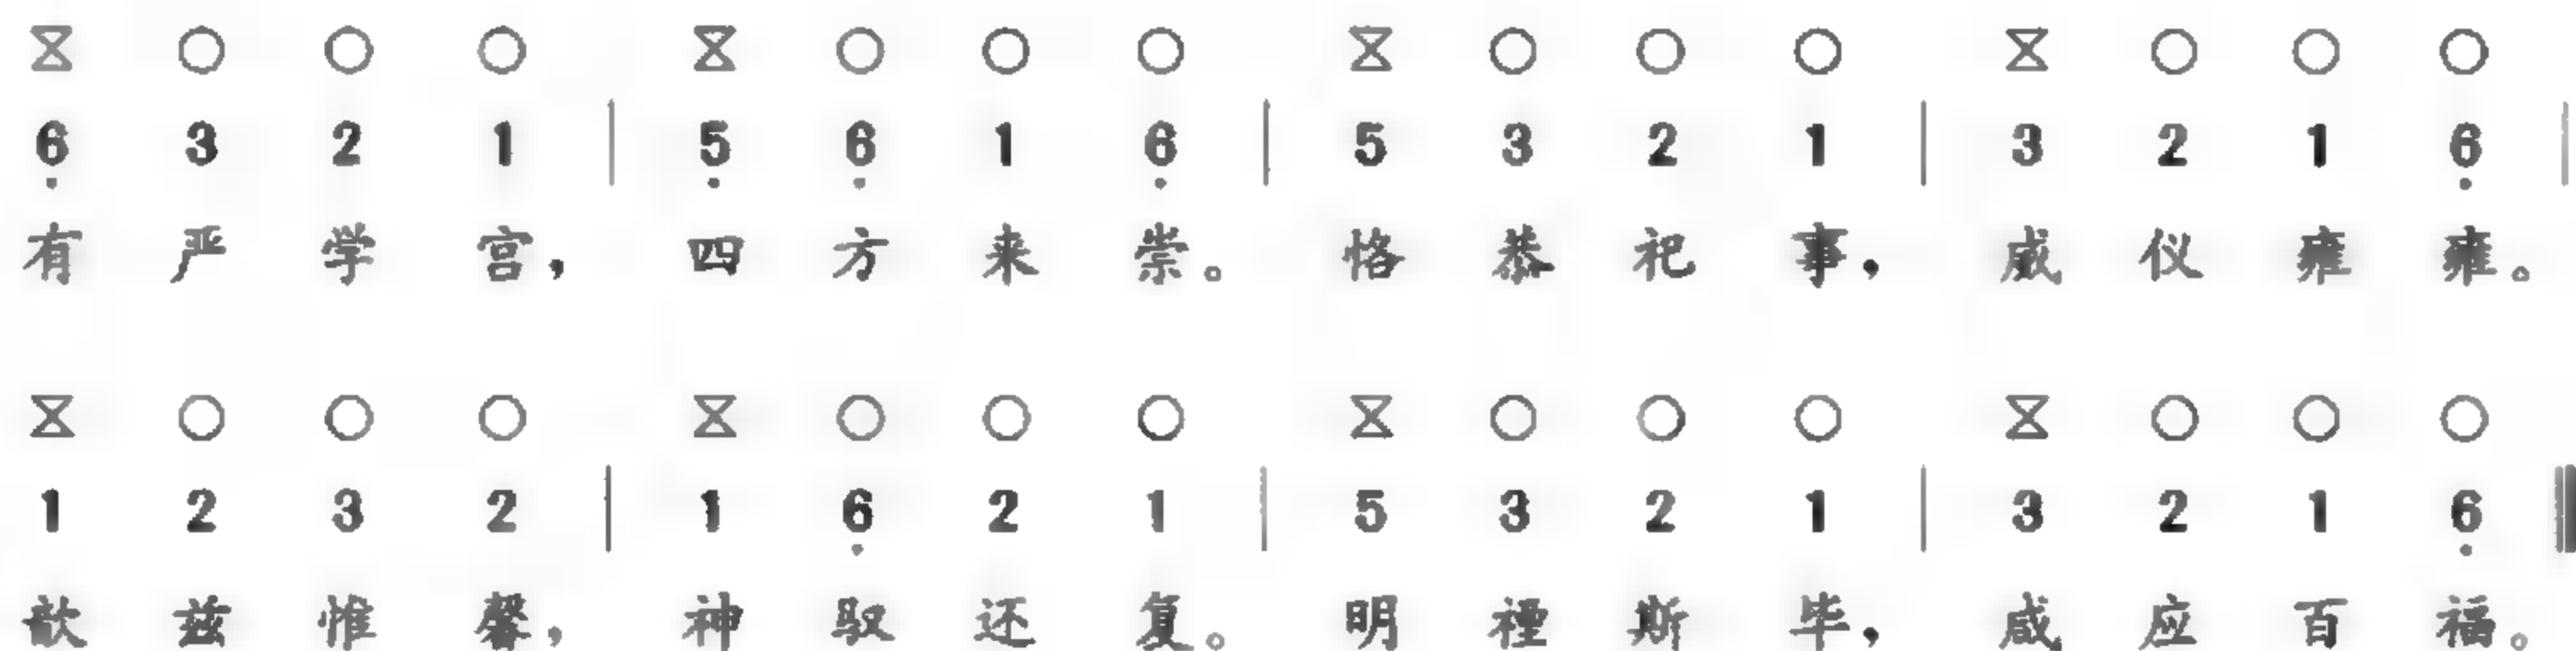 6̣ 3 2 1 | 5̣ 6̣ 1 6̣ | 5 3 2 1 | 3 2 1 6̣ |
有严学宫，四方来崇。恪恭祀事，威仪雍雍。
1 2 3 2 | 1 6̣ 2 1 | 5 3 2 1 | 3 2 1 6̣ ‖
歆兹惟馨，神驭还复。明禋斯毕，咸应百福。